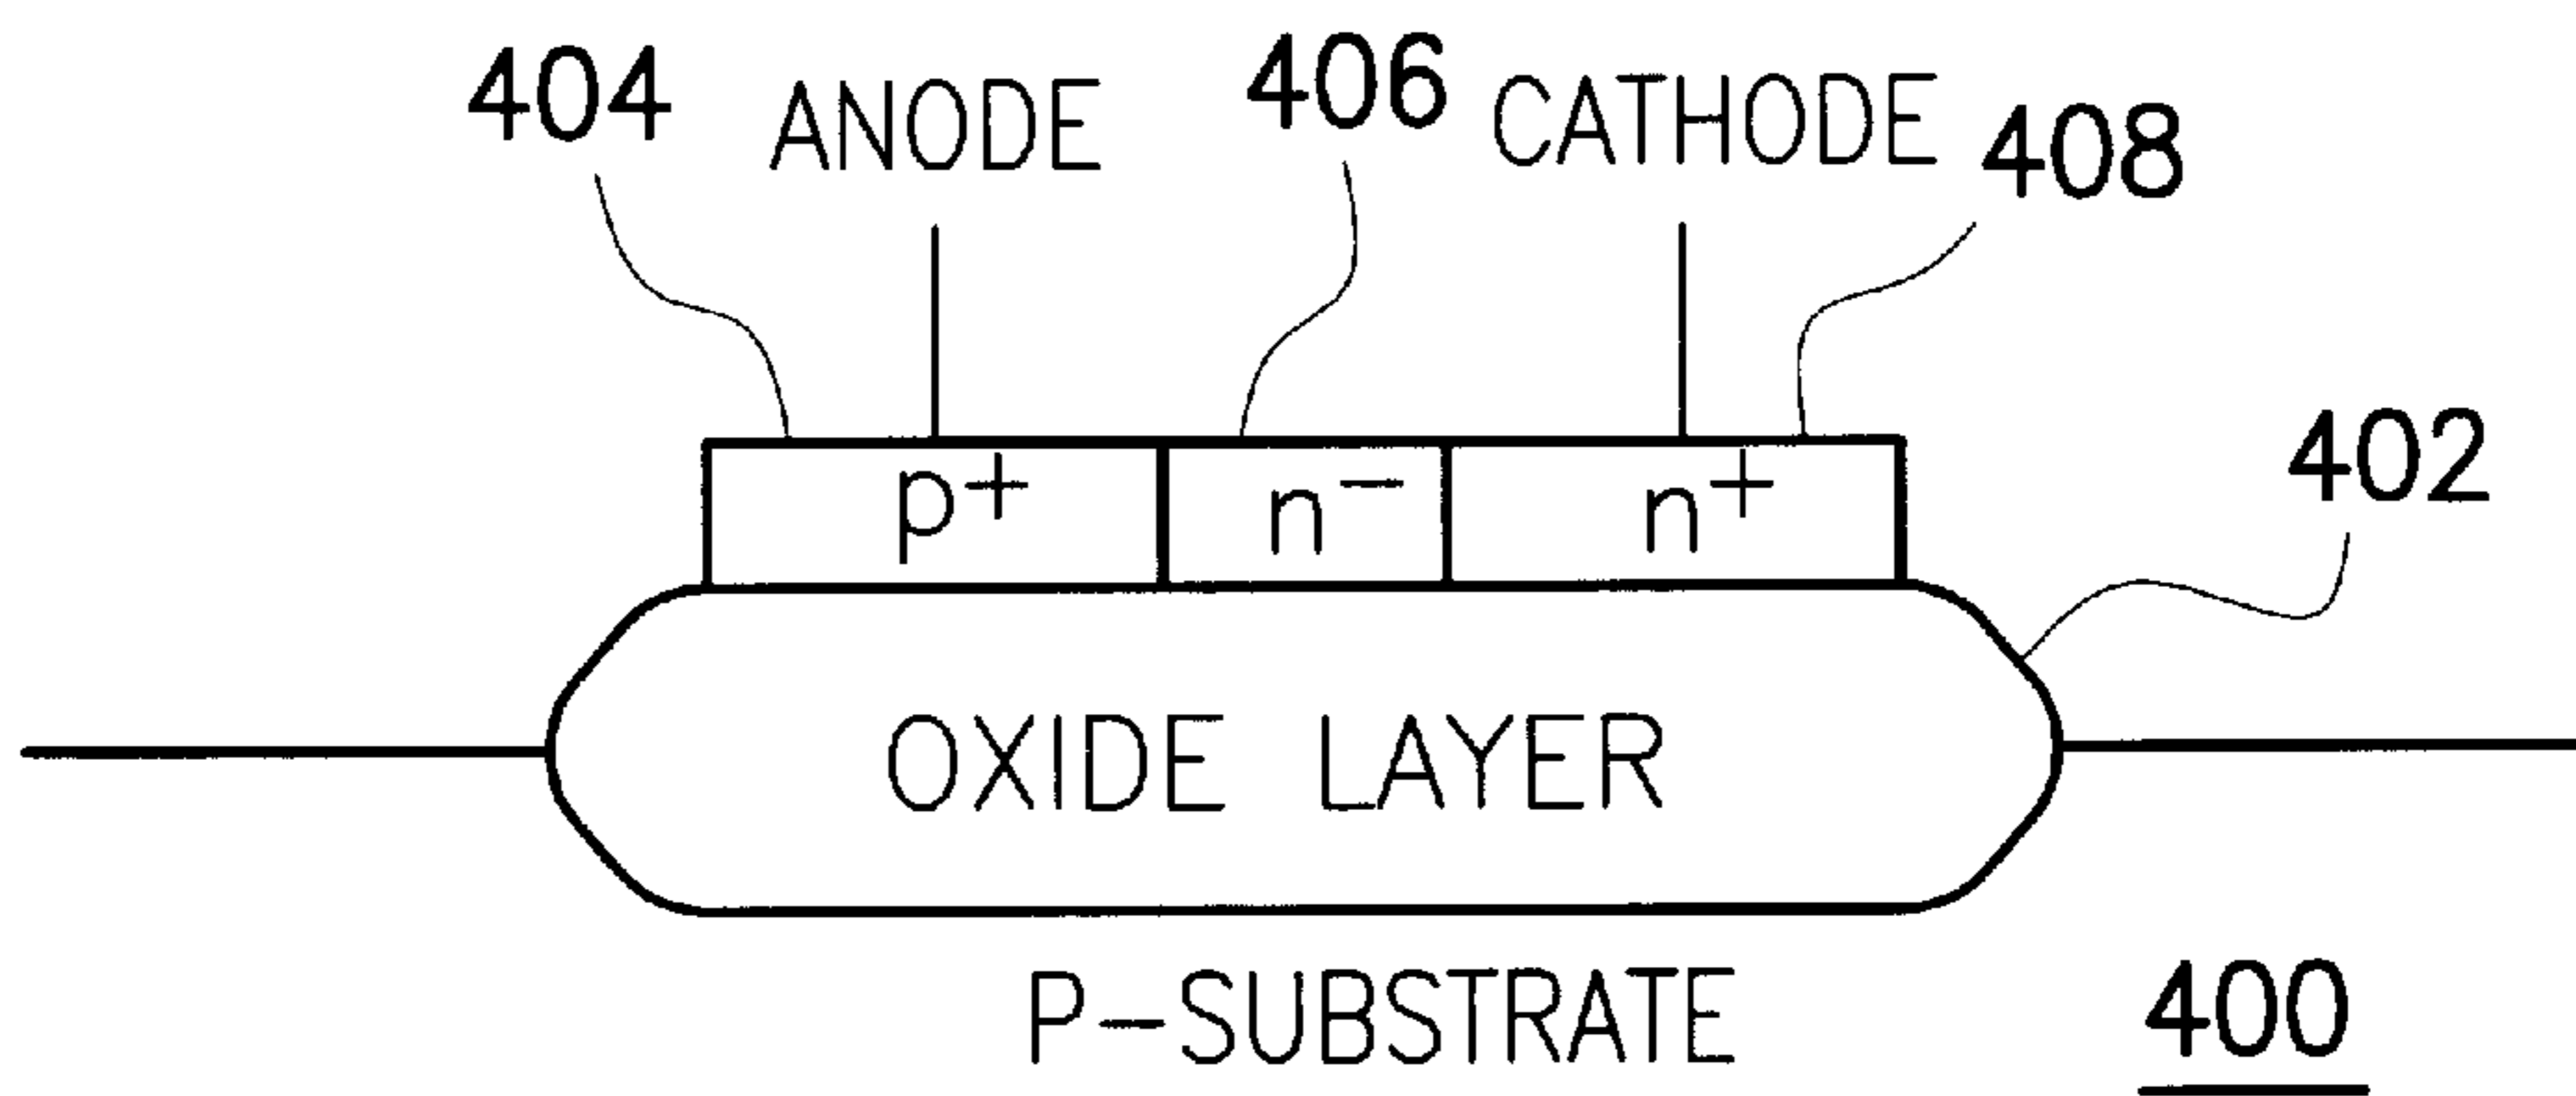 404 ANODE 406 CATHODE 408
402
p+ n− n+
OXIDE LAYER
P−SUBSTRATE
400